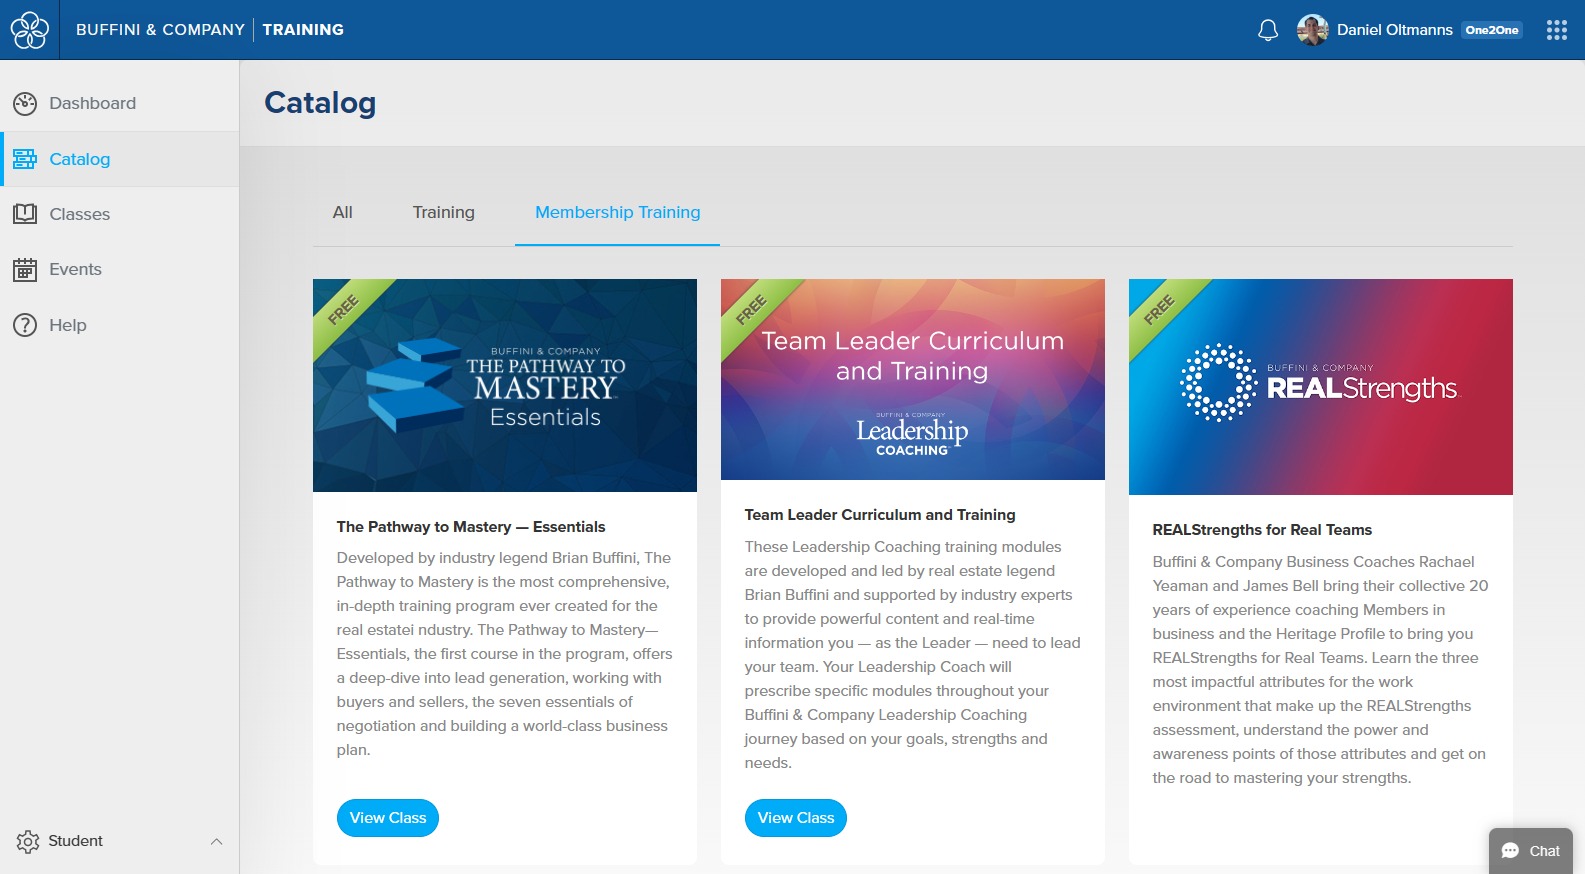 BUFFINI & COMPANY | TRAINING
Daniel Oltmanns One2One
Dashboard
Catalog
Classes
Events
Help
Student
Catalog
All Training Membership Training
FREE
BUFFINI & COMPANY
THE PATHWAY TO
MASTERY™
Essentials
The Pathway to Mastery — Essentials
Developed by industry legend Brian Buffini, The
Pathway to Mastery is the most comprehensive,
in-depth training program ever created for the
real estatei ndustry. The Pathway to Mastery—
Essentials, the first course in the program, offers
a deep-dive into lead generation, working with
buyers and sellers, the seven essentials of
negotiation and building a world-class business
plan.
View Class
FREE
Team Leader Curriculum
and Training
BUFFINI & COMPANY
Leadership
COACHING
Team Leader Curriculum and Training
These Leadership Coaching training modules
are developed and led by real estate legend
Brian Buffini and supported by industry experts
to provide powerful content and real-time
information you — as the Leader — need to lead
your team. Your Leadership Coach will
prescribe specific modules throughout your
Buffini & Company Leadership Coaching
journey based on your goals, strengths and
needs.
View Class
FREE
BUFFINI & COMPANY
REALStrengths™
REALStrengths for Real Teams
Buffini & Company Business Coaches Rachael
Yeaman and James Bell bring their collective 20
years of experience coaching Members in
business and the Heritage Profile to bring you
REALStrengths for Real Teams. Learn the three
most impactful attributes for the work
environment that make up the REALStrengths
assessment, understand the power and
awareness points of those attributes and get on
the road to mastering your strengths.
Chat